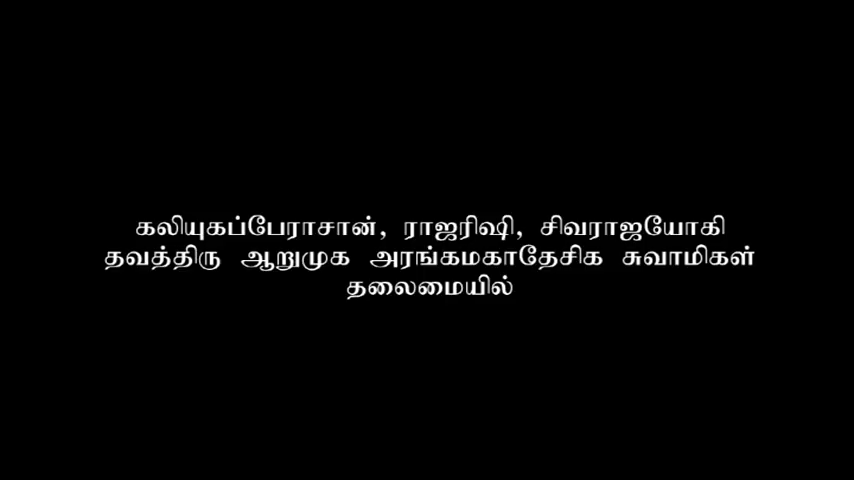 கலியுகப்பேராசான், ராஜரிஷி, சிவராஜயோகி
தவத்திரு ஆறுமுக அரங்கமகாதேசிக சுவாமிகள்
தலைமையில்